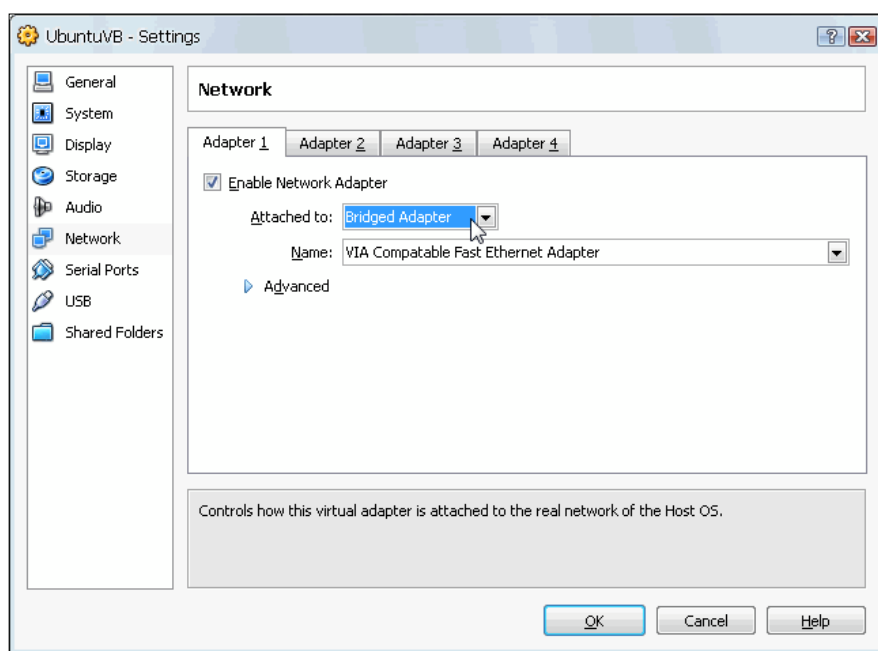 UbuntuVB - Settings
General
System
Display
Storage
Audio
Network
Serial Ports
USB
Shared Folders
Network
Adapter 1 Adapter 2 Adapter 3 Adapter 4
Enable Network Adapter
Attached to: Bridged Adapter
Name: VIA Compatable Fast Ethernet Adapter
Advanced
Controls how this virtual adapter is attached to the real network of the Host OS.
OK Cancel Help